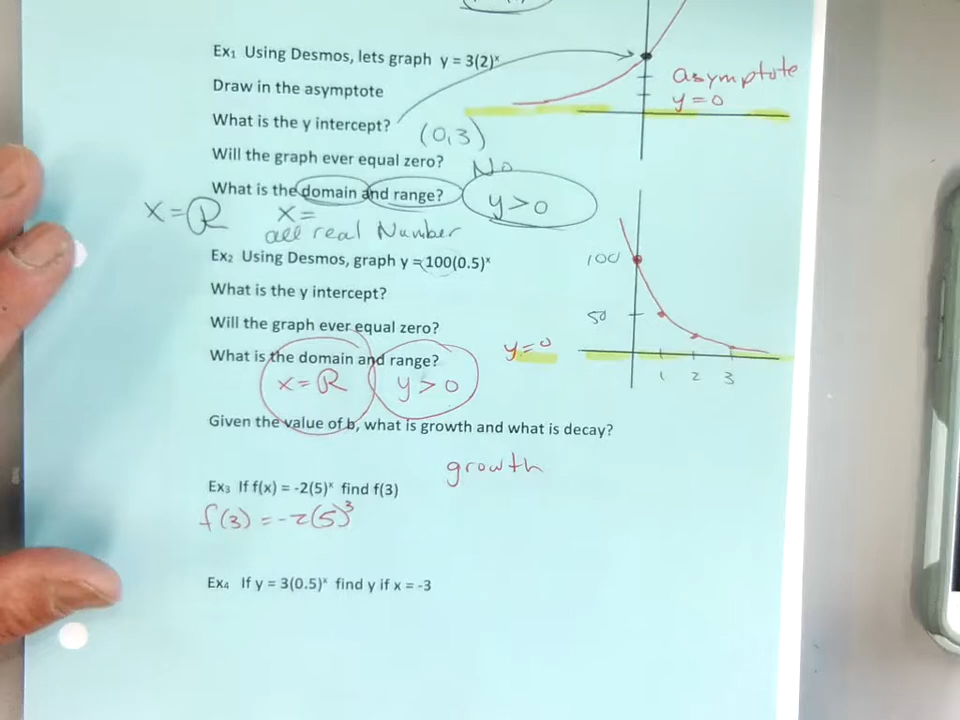 Ex1 Using Desmos, lets graph y = 3(2)ˣ
Draw in the asymptote
asymptote
y = 0
What is the y intercept?
(0,3)
Will the graph ever equal zero?
No
What is the domain and range?
y > 0
x = ℝ
x =
all real Number
Ex2 Using Desmos, graph y = 100(0.5)ˣ
100
What is the y intercept?
50
Will the graph ever equal zero?
y = 0
What is the domain and range?
1 2 3
x = ℝ y > 0
Given the value of b, what is growth and what is decay?
growth
Ex3 If f(x) = -2(5)ˣ find f(3)
f(3) = -2(5)³
Ex4 If y = 3(0.5)ˣ find y if x = -3